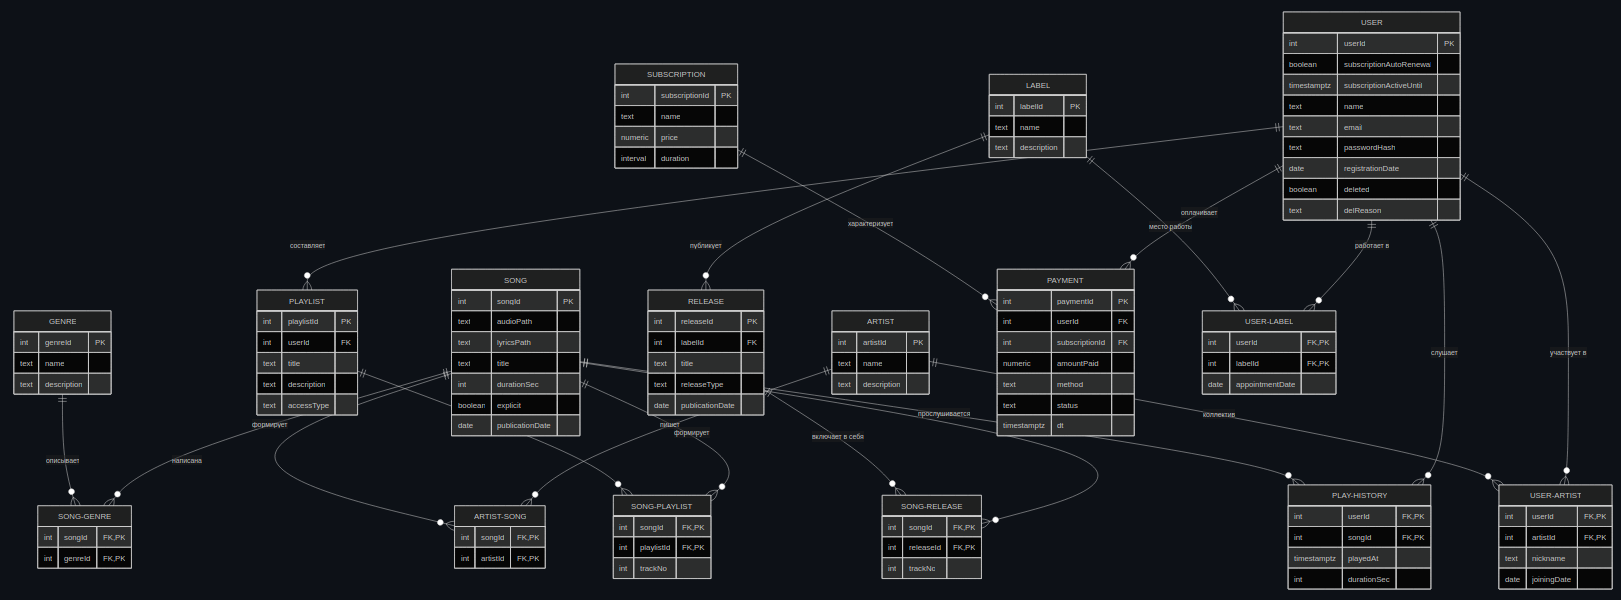 USER
int userId PK
boolean subscriptionAutoRenewa
timestamptz subscriptionActiveUntil
text name
text email
text passwordHash
date registrationDate
boolean deleted
text delReason
SUBSCRIPTION
int subscriptionId PK
text name
numeric price
interval duration
LABEL
int labelId PK
text name
text description
характеризует
оплачивает
место работы
составляет
публикует
работает в
PLAYLIST
int playlistId PK
int userId FK
text title
text description
text accessType
SONG
int songId PK
text audioPath
text lyricsPath
text title
int durationSec
boolean explicit
date publicationDate
RELEASE
int releaseId PK
int labelId FK
text title
text releaseType
date publicationDate
PAYMENT
int paymentId PK
int userId FK
int subscriptionId FK
numeric amountPaid
text method
text status
timestamptz dt
GENRE
int genreId PK
text name
text description
ARTIST
int artistId PK
text name
text description
USER-LABEL
int userId FK,PK
int labelId FK,PK
date appointmentDate
слушает
участвует в
прослушивается
коллектив
формирует
пишет
формирует
включает в себя
описывает
написана
SONG-GENRE
int songId FK,PK
int genreId FK,PK
ARTIST-SONG
int songId FK,PK
int artistId FK,PK
SONG-PLAYLIST
int songId FK,PK
int playlistId FK,PK
int trackNo
SONG-RELEASE
int songId FK,PK
int releaseId FK,PK
int trackNc
PLAY-HISTORY
int userId FK,PK
int songId FK,PK
timestamptz playedAt
int durationSec
USER-ARTIST
int userId FK,PK
int artistId FK,PK
text nickname
date joiningDate